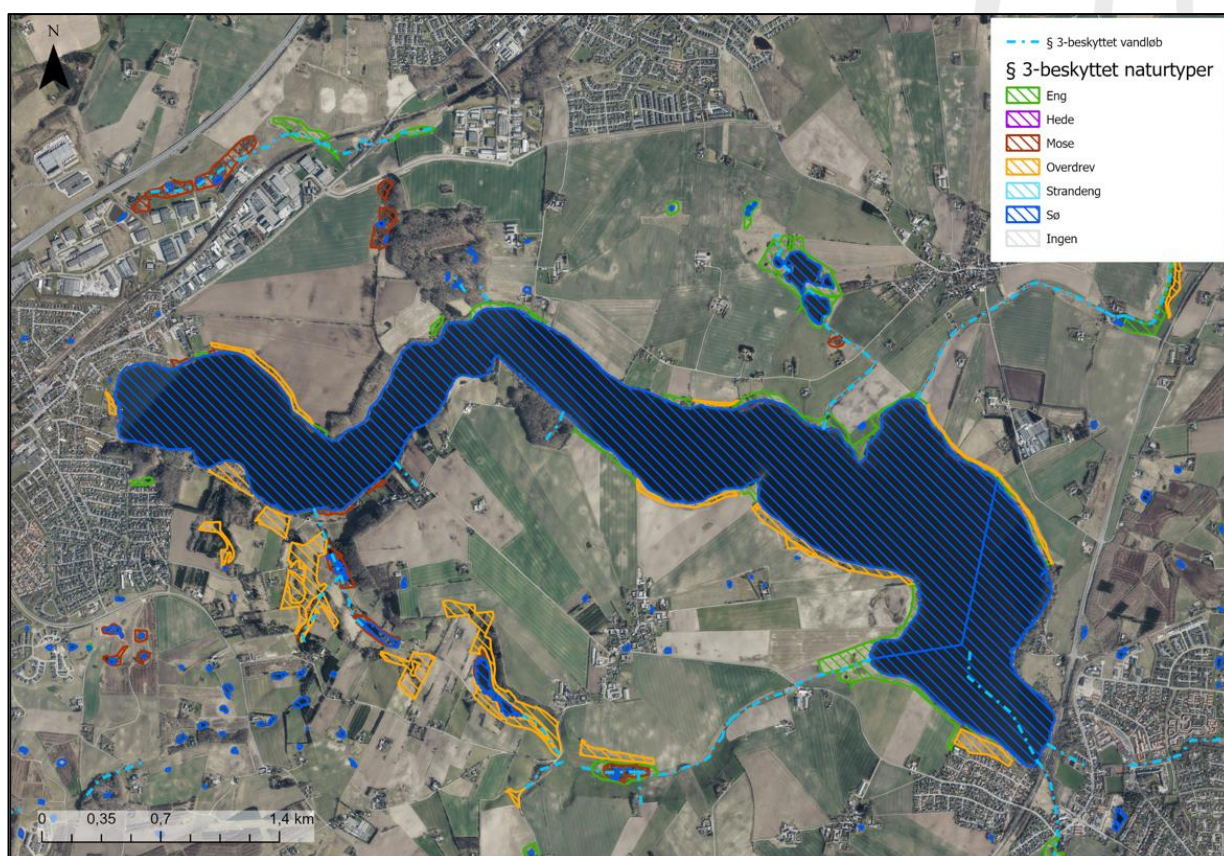 N
§ 3-beskyttet vandløb
§ 3-beskyttet naturtyper
Eng
Hede
Mose
Overdrev
Strandeng
Sø
Ingen
0 0,35 0,7 1,4 km